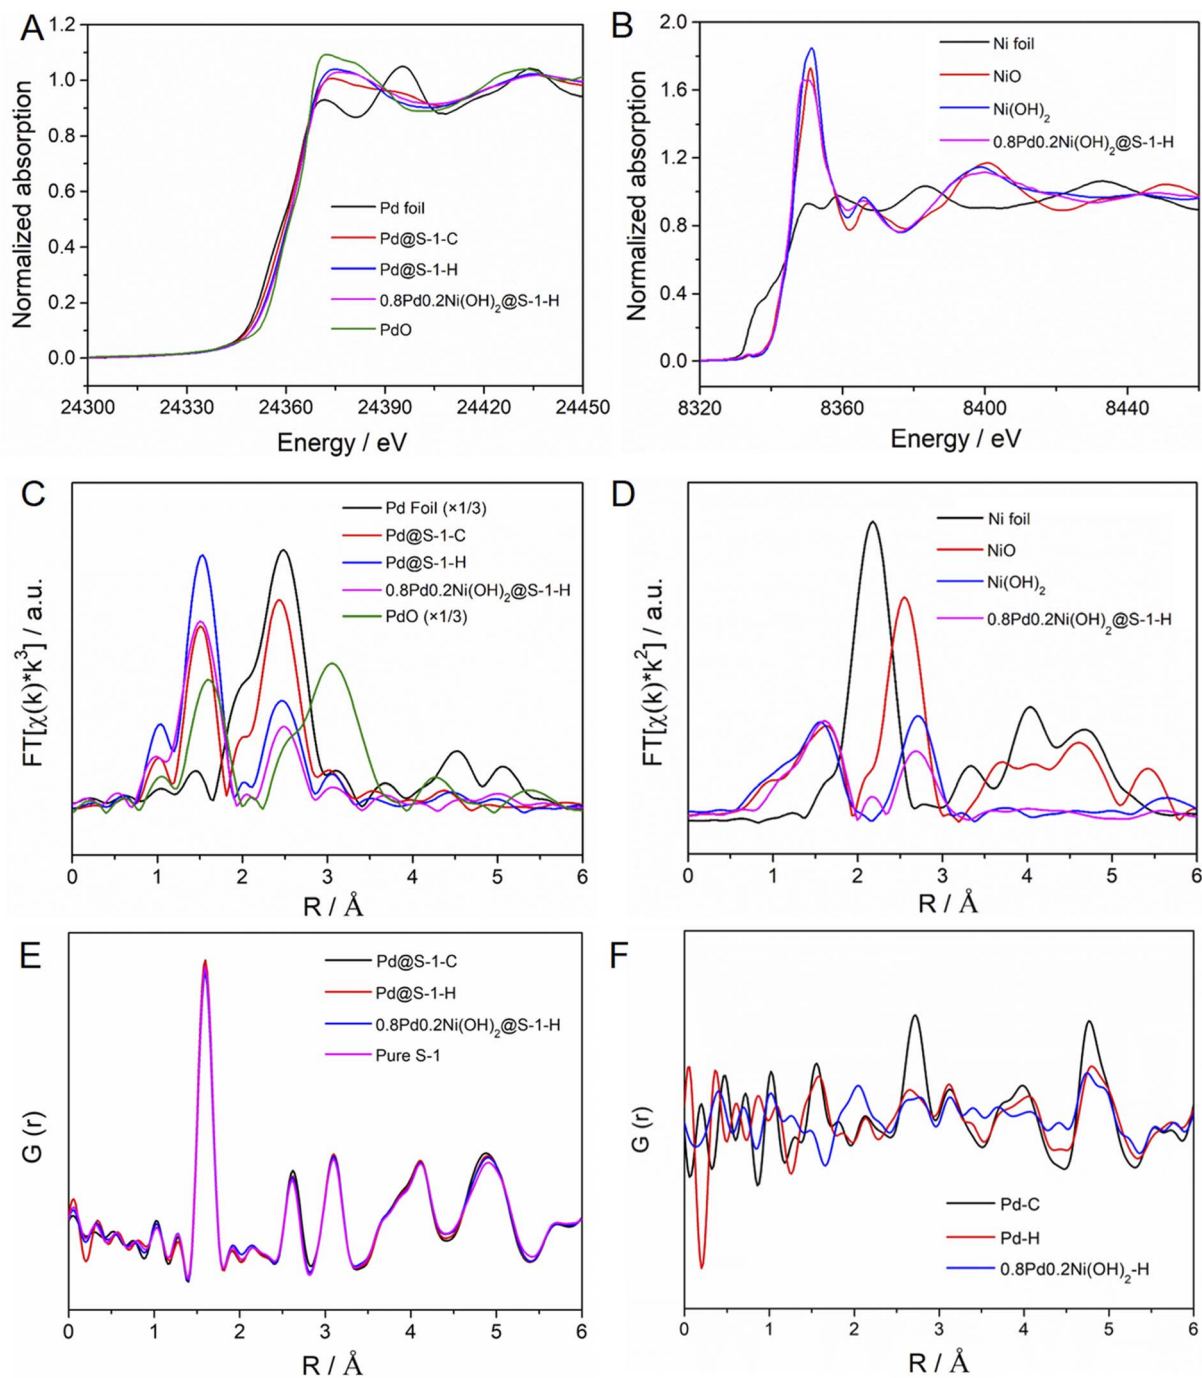 A
1.2
1.0
0.8
0.6
0.4
0.2
0.0
Normalized absorption
Pd foil
Pd@S-1-C
Pd@S-1-H
0.8Pd0.2Ni(OH)₂@S-1-H
PdO
24300 24330 24360 24390 24420 24450
Energy / eV
B
2.0
1.6
1.2
0.8
0.4
0.0
Normalized absorption
Ni foil
NiO
Ni(OH)₂
0.8Pd0.2Ni(OH)₂@S-1-H
8320 8360 8400 8440
Energy / eV
C
FT[χ(k)*k³] / a.u.
Pd Foil (×1/3)
Pd@S-1-C
Pd@S-1-H
0.8Pd0.2Ni(OH)₂@S-1-H
PdO (×1/3)
0 1 2 3 4 5 6
R / Å
D
FT[χ(k)*k²] / a.u.
Ni foil
NiO
Ni(OH)₂
0.8Pd0.2Ni(OH)₂@S-1-H
0 1 2 3 4 5 6
R / Å
E
G (r)
Pd@S-1-C
Pd@S-1-H
0.8Pd0.2Ni(OH)₂@S-1-H
Pure S-1
0 1 2 3 4 5 6
R / Å
F
G (r)
Pd-C
Pd-H
0.8Pd0.2Ni(OH)₂-H
0 1 2 3 4 5 6
R / Å